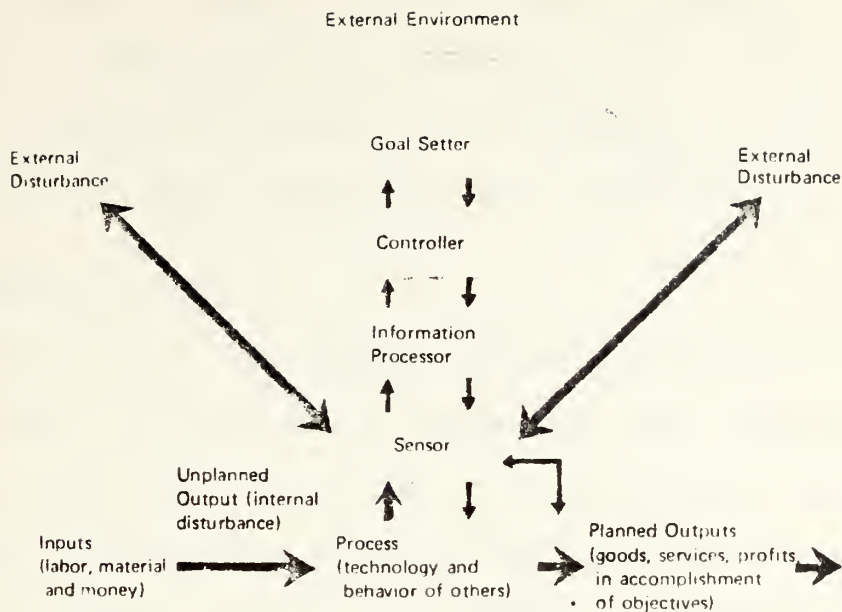 External Environment
External
Disturbance
Goal Setter
External
Disturbance
Controller
Information
Processor
Sensor
Unplanned
Output (internal
disturbance)
Inputs
(labor, material
and money)
Process
(technology and
behavior of others)
Planned Outputs
(goods, services, profits,
in accomplishment
of objectives)